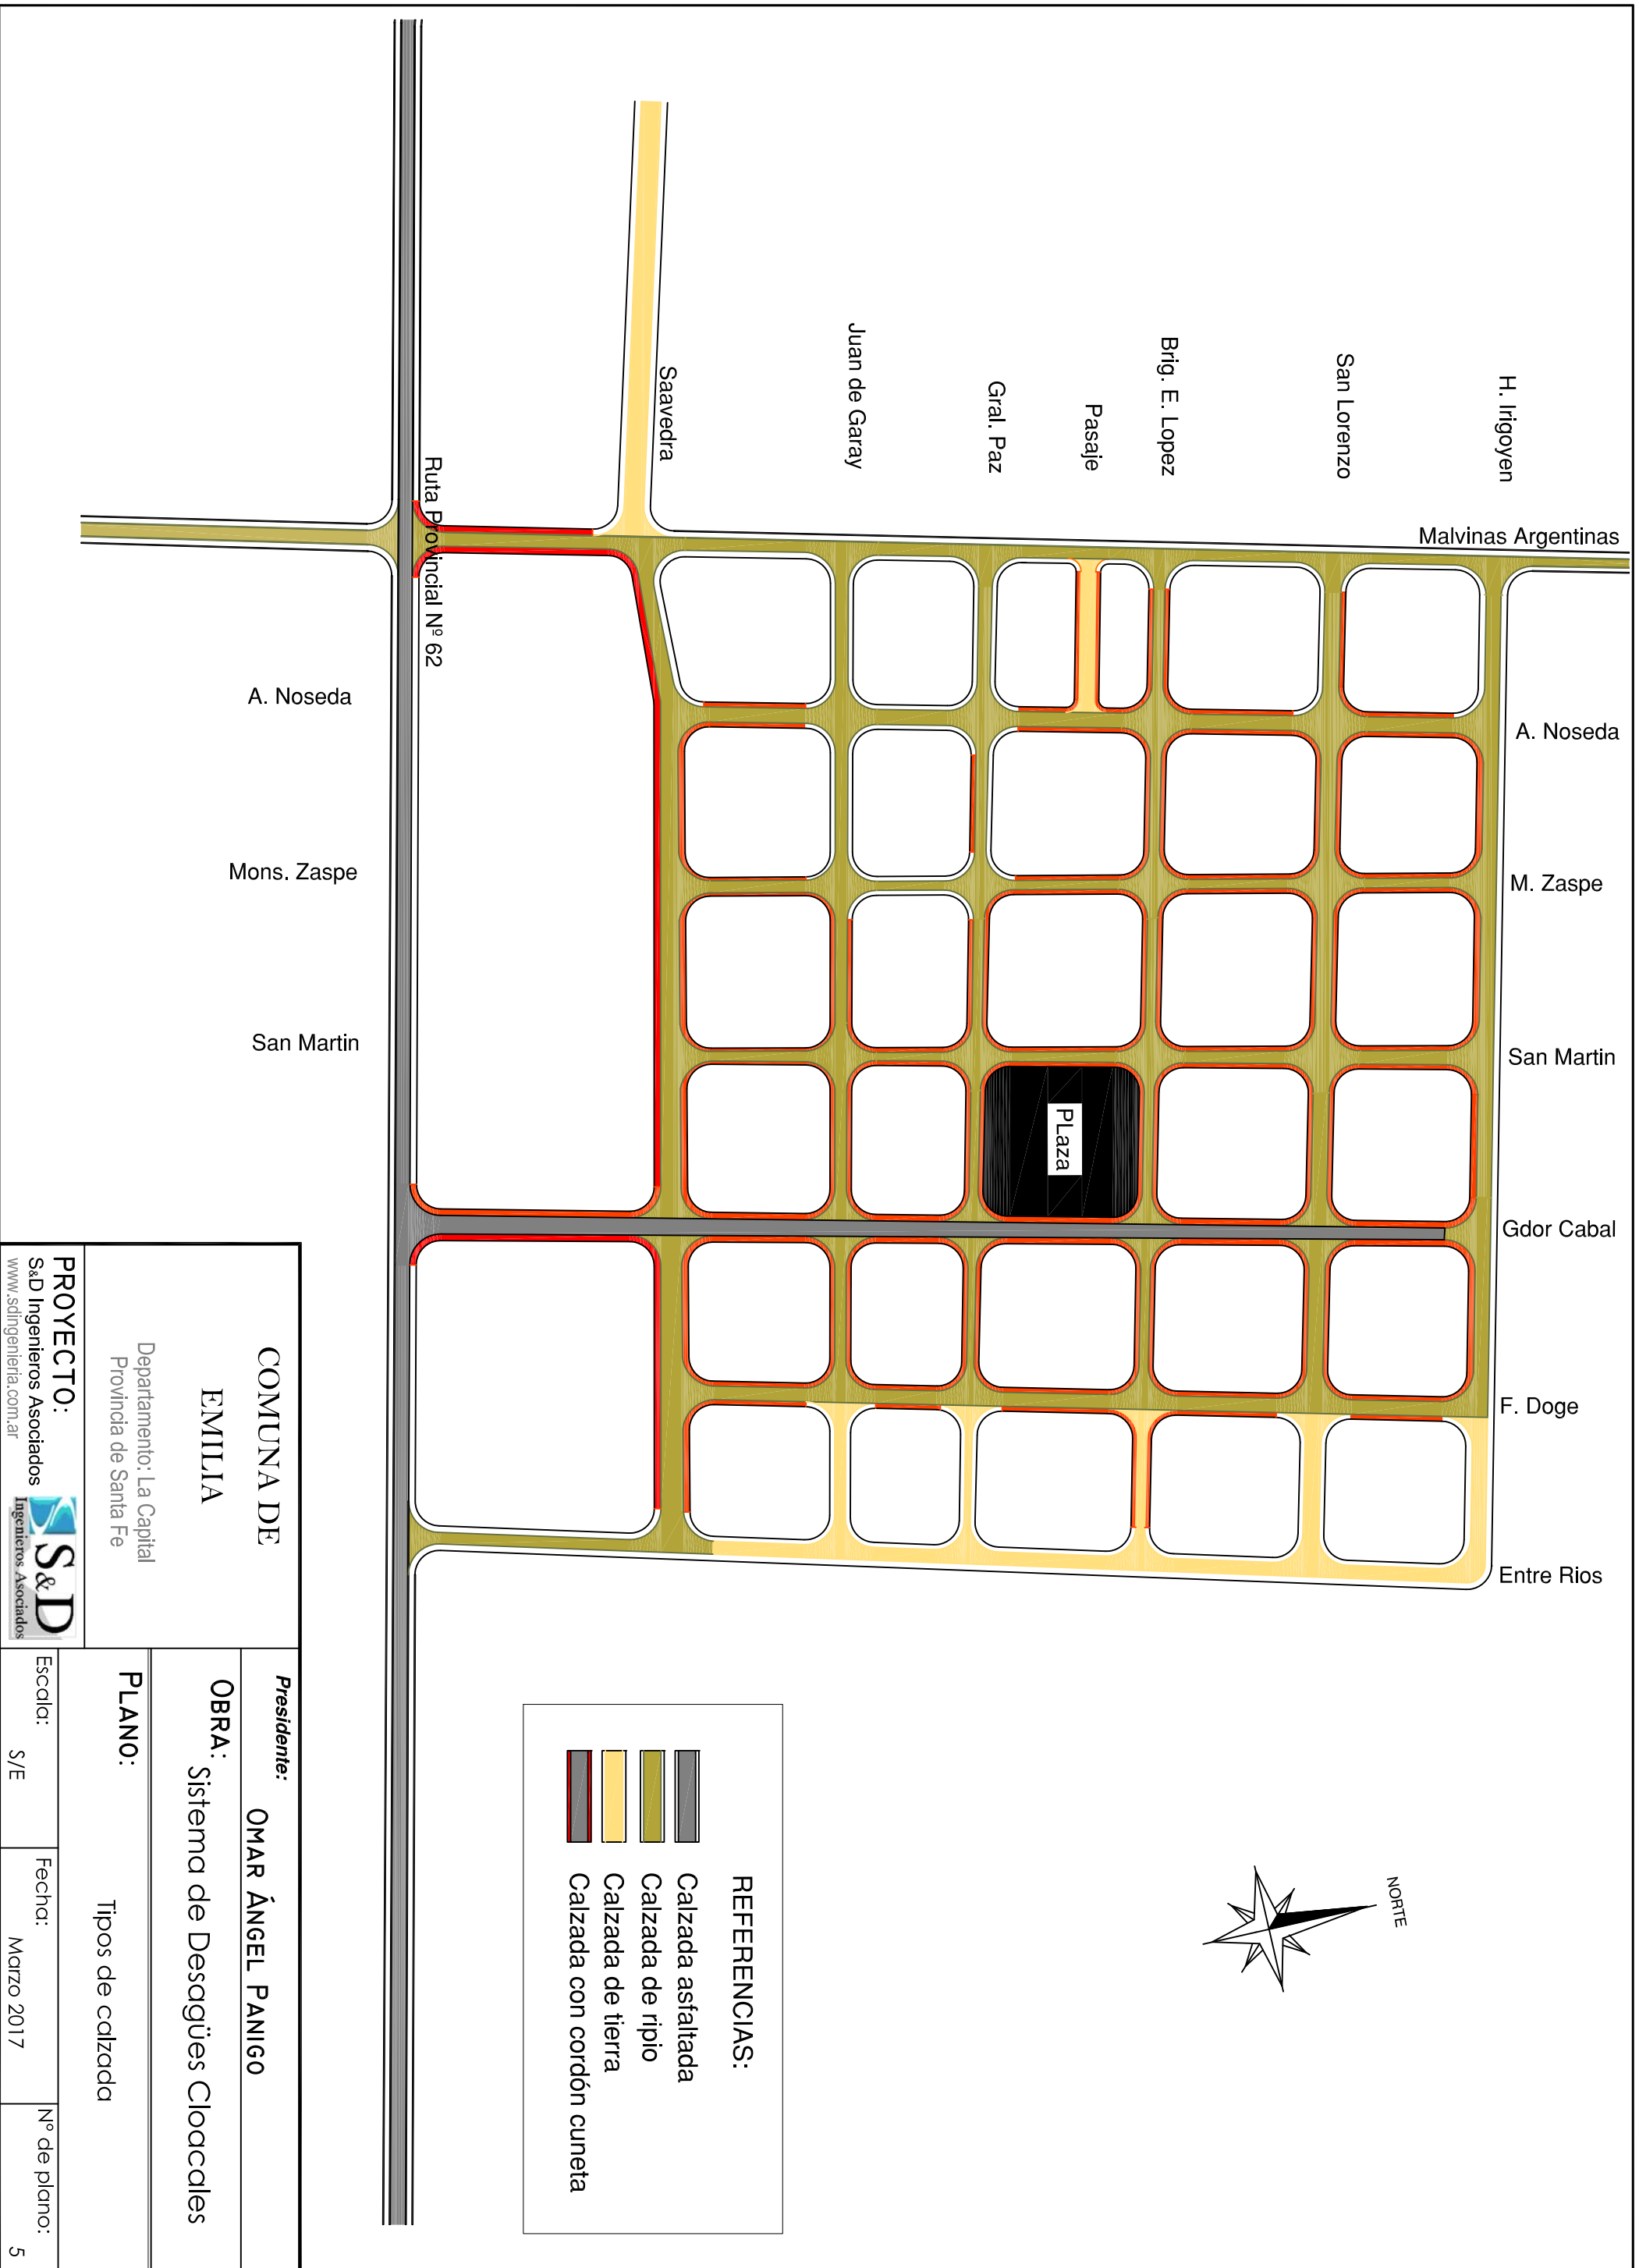 H. Irigoyen
San Lorenzo
Brig. E. Lopez
Pasaje
Gral. Paz
Juan de Garay
Saavedra
Malvinas Argentinas
A. Noseda
M. Zaspe
San Martin
Gdor Cabal
F. Doge
Entre Rios
Ruta Provincial Nº 62
A. Noseda
Mons. Zaspe
San Martin
PLaza
NORTE
REFERENCIAS:
Calzada asfaltada
Calzada de ripio
Calzada de tierra
Calzada con cordón cuneta
COMUNA DE
EMILIA
Departamento: La Capital
Provincia de Santa Fe
PROYECTO:
S&D Ingenieros Asociados
www.sdingenieria.com.ar
S&D
Ingenieros Asociados
Presidente:
OMAR ÁNGEL PANIGO
OBRA:
Sistema de Desagües Cloacales
PLANO:
Tipos de calzada
Escala:
S/E
Fecha:
Marzo 2017
Nº de plano:
5